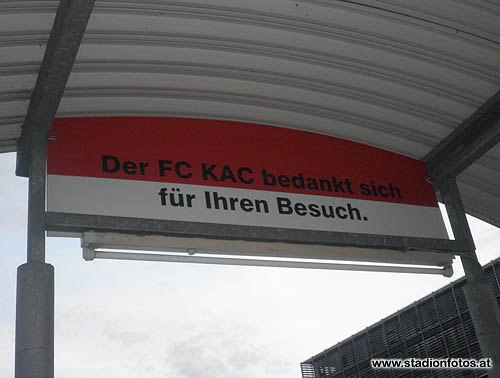 Der FC KAC bedankt sich
für Ihren Besuch.
www.stadionfotos.at